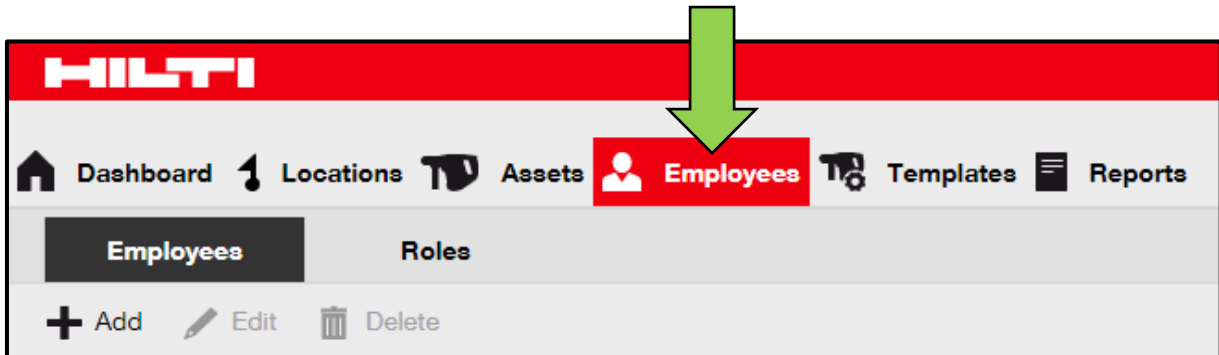 HILTI
Dashboard Locations Assets Employees Templates Reports
Employees Roles
Add Edit Delete